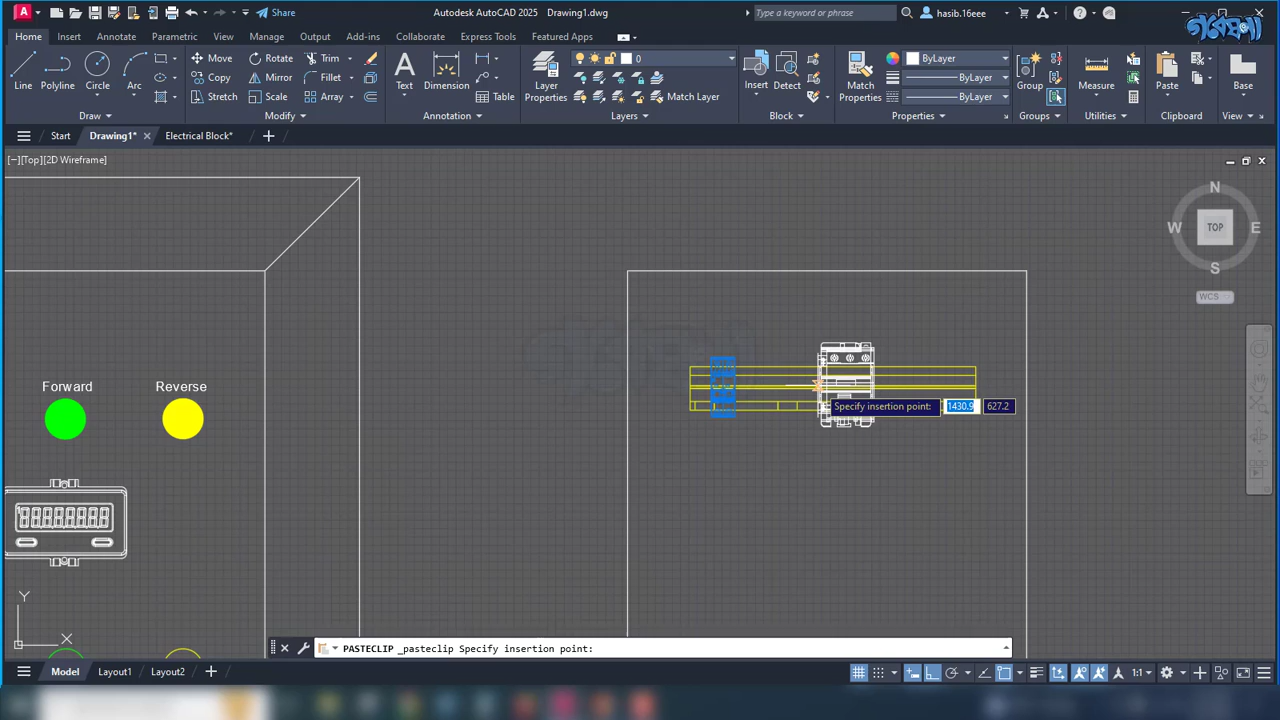 Share
Autodesk AutoCAD 2025 Drawing1.dwg
Type a keyword or phrase
hasib.16eee
গবেষণা
Home Insert Annotate Parametric View Manage Output Add-ins Collaborate Express Tools Featured Apps
Line Polyline Circle Arc
Move Rotate Trim
Copy Mirror Fillet
Stretch Scale Array
Text Dimension Table
Layer Properties
0
Match Layer
Insert Detect
Match Properties
ByLayer
ByLayer
ByLayer
Group Measure Paste Base
Draw Modify Annotation Layers Block Properties Groups Utilities Clipboard View
Start Drawing1* Electrical Block*
[−][Top][2D Wireframe]
N
W TOP E
S
WCS
Forward Reverse
Specify insertion point: 1430.9 627.2
88888888
Y
X
PASTECLIP _pasteclip Specify insertion point:
Model Layout1 Layout2
1:1